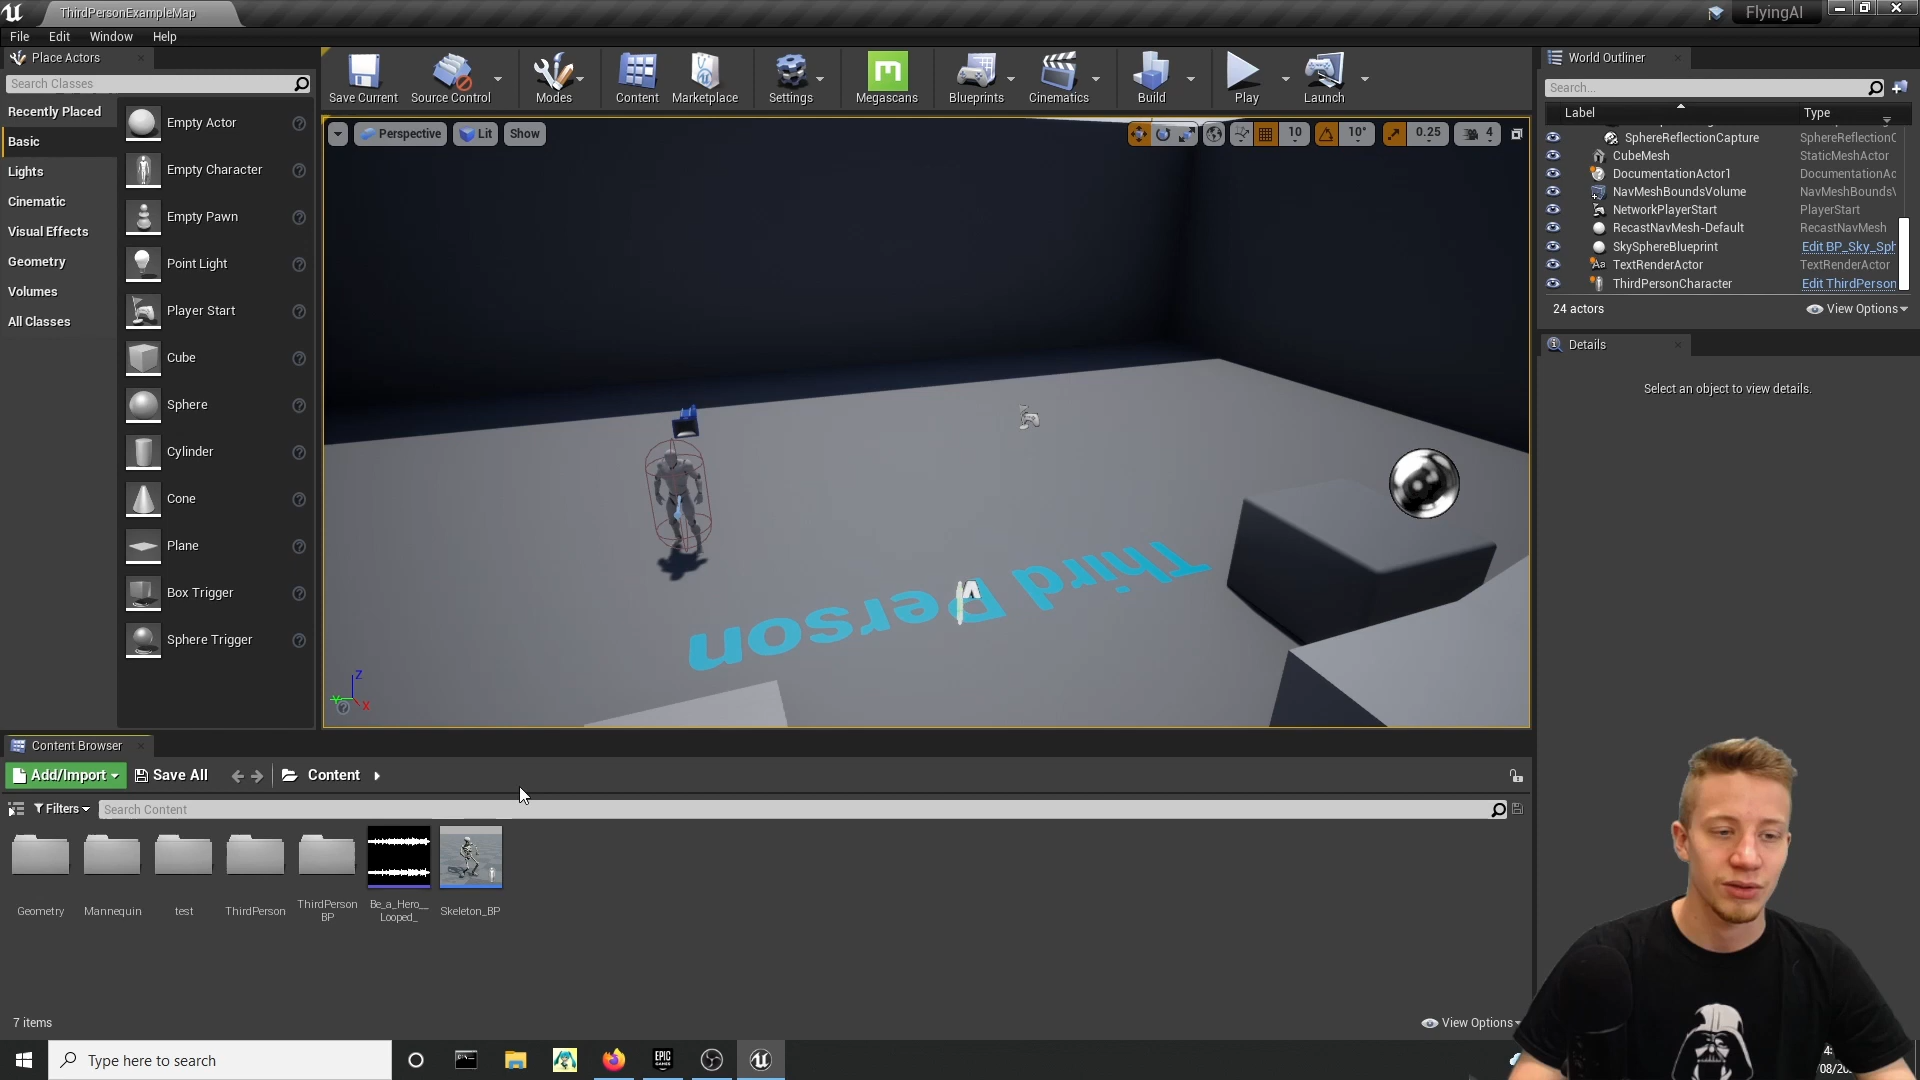 ThirdPersonExampleMap
FlyingAI
File Edit Window Help
Place Actors
Search Classes
Recently Placed
Basic
Lights
Cinematic
Visual Effects
Geometry
Volumes
All Classes
Empty Actor
Empty Character
Empty Pawn
Point Light
Player Start
Cube
Sphere
Cylinder
Cone
Plane
Box Trigger
Sphere Trigger
Save Current
Source Control
Modes
Content
Marketplace
Settings
Megascans
Blueprints
Cinematics
Build
Play
Launch
Perspective
Lit
Show
10
10°
0.25
4
Third Person
Z
X
World Outliner
Search...
Label Type
SphereReflectionCapture SphereReflectionC
CubeMesh StaticMeshActor
DocumentationActor1 DocumentationAc
NavMeshBoundsVolume NavMeshBoundsV
NetworkPlayerStart PlayerStart
RecastNavMesh-Default RecastNavMesh
SkySphereBlueprint Edit BP_Sky_Sph
TextRenderActor TextRenderActor
ThirdPersonCharacter Edit ThirdPerson
24 actors
View Options
Details
Select an object to view details.
Content Browser
Add/Import
Save All
Content
Filters
Search Content
Geometry
Mannequin
test
ThirdPerson
ThirdPerson
BP
Be_a_Hero__
Looped_
Skeleton_BP
7 items
View Options
Type here to search
EPIC
GAMES